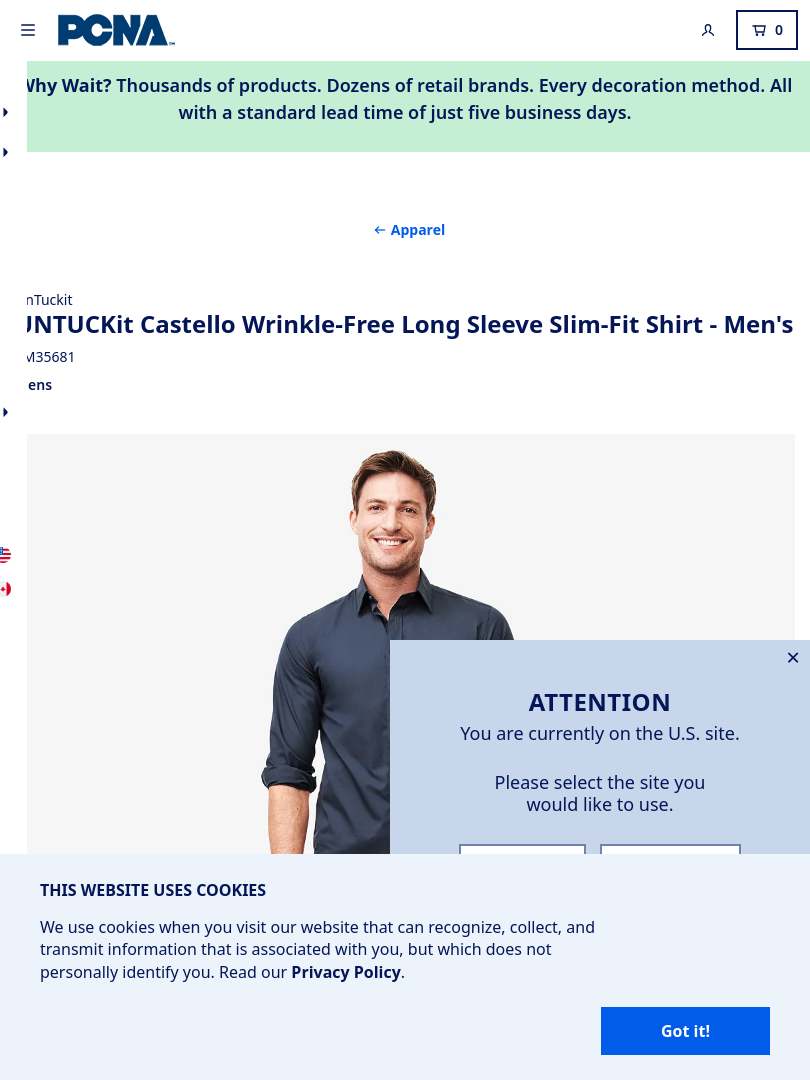 PCNA
0
Why Wait? Thousands of products. Dozens of retail brands. Every decoration method. All
with a standard lead time of just five business days.
Apparel
nTuckit
UNTUCKit Castello Wrinkle-Free Long Sleeve Slim-Fit Shirt - Men's
M35681
ens
ATTENTION
You are currently on the U.S. site.
Please select the site you
would like to use.
THIS WEBSITE USES COOKIES
We use cookies when you visit our website that can recognize, collect, and
transmit information that is associated with you, but which does not
personally identify you. Read our Privacy Policy.
Got it!